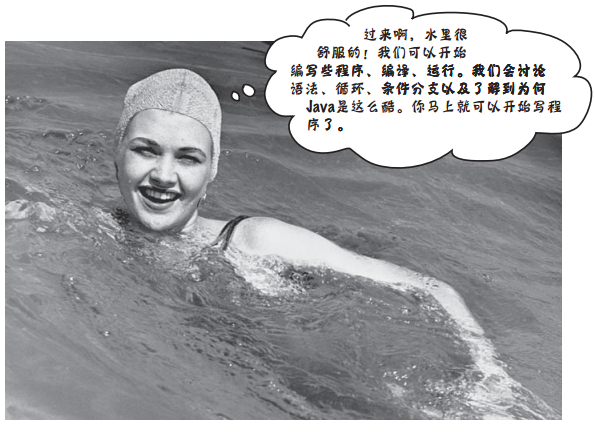 过来啊，水里很
舒服的！我们可以开始
编写些程序、编译、运行。我们会讨论
语法、循环、条件分支以及了解到为何
Java是这么酷。你马上就可以开始写程
序了。